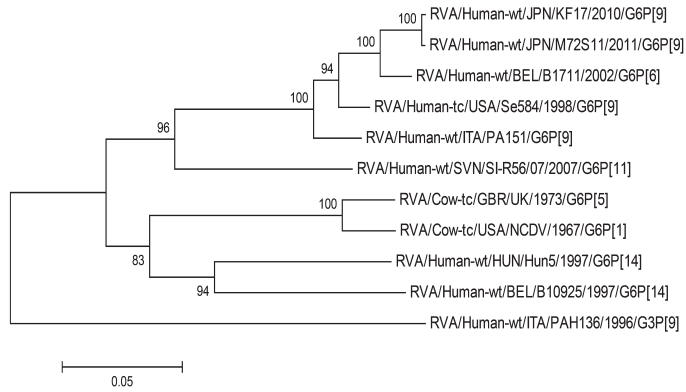 100 RVA/Human-wt/JPN/KF17/2010/G6P[9]
100 RVA/Human-wt/JPN/M72S11/2011/G6P[9]
94 RVA/Human-wt/BEL/B1711/2002/G6P[6]
100 RVA/Human-tc/USA/Se584/1998/G6P[9]
96 RVA/Human-wt/ITA/PA151/G6P[9]
RVA/Human-wt/SVN/SI-R56/07/2007/G6P[11]
100 RVA/Cow-tc/GBR/UK/1973/G6P[5]
RVA/Cow-tc/USA/NCDV/1967/G6P[1]
83 RVA/Human-wt/HUN/Hun5/1997/G6P[14]
94 RVA/Human-wt/BEL/B10925/1997/G6P[14]
RVA/Human-wt/ITA/PAH136/1996/G3P[9]
0.05